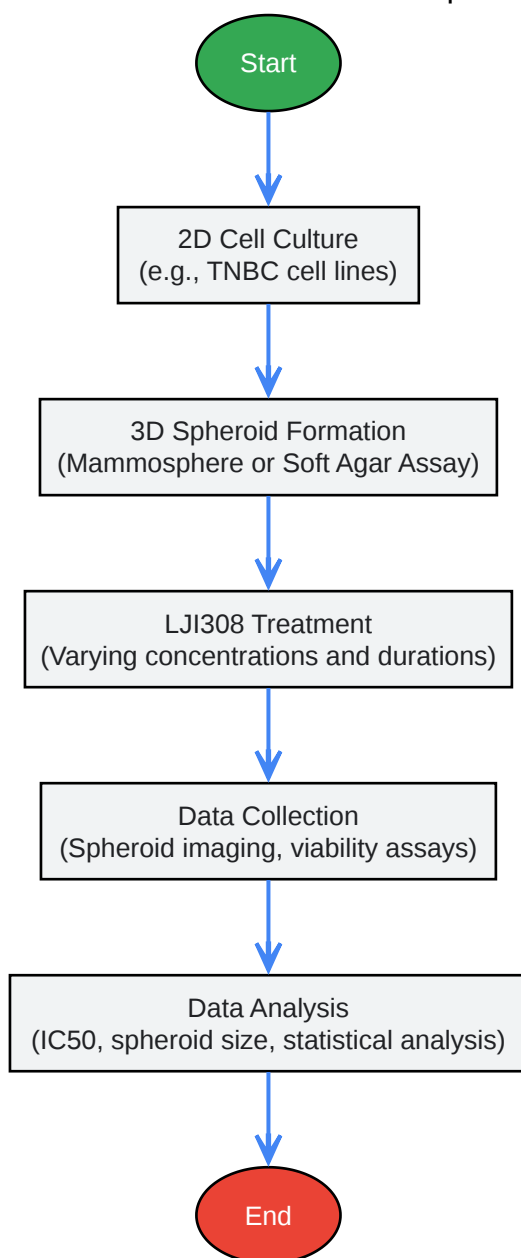 Start
2D Cell Culture
(e.g., TNBC cell lines)
3D Spheroid Formation
(Mammosphere or Soft Agar Assay)
LJI308 Treatment
(Varying concentrations and durations)
Data Collection
(Spheroid imaging, viability assays)
Data Analysis
(IC50, spheroid size, statistical analysis)
End